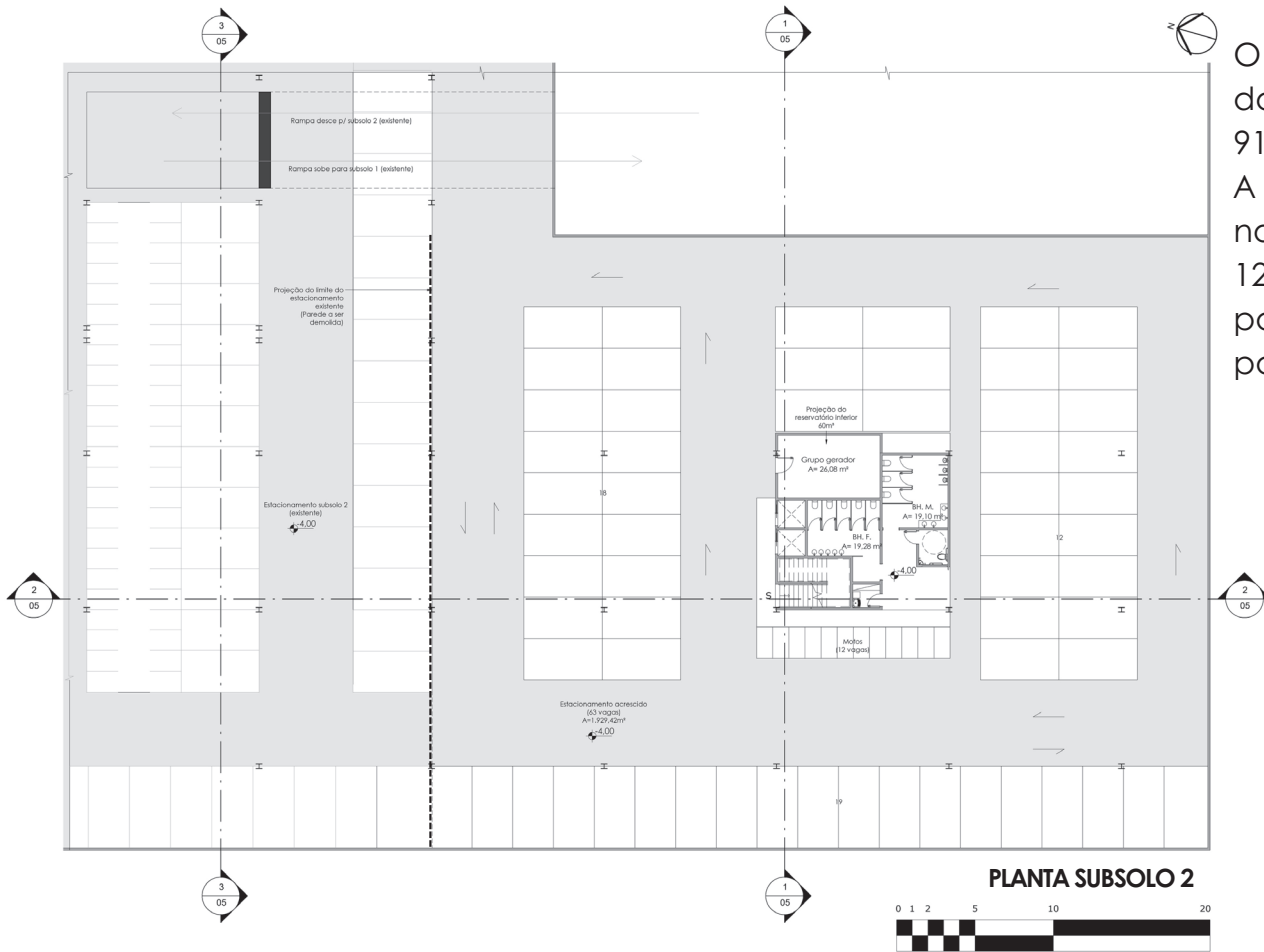 3
05
1
05
N
O
do
91
A
no
12
po
po
Rampa desce p/ subsolo 2 (existente)
Rampa sobe para subsolo 1 (existente)
Projeção do limite do
estacionamento
existente
(Parede a ser
demolida)
Projeção do
reservatório inferior
60m³
Grupo gerador
A= 26,08 m²
18
Estacionamento subsolo 2
(existente)
-4,00
BH. M.
A= 19,10 m²
BH. F.
A= 19,28 m²
12
-4,00
2
05
S
2
05
Motos
(12 vagas)
Estacionamento acrescido
(63 vagas)
A=1.929,42m²
-4,00
19
3
05
1
05
PLANTA SUBSOLO 2
0 1 2 5 10 20